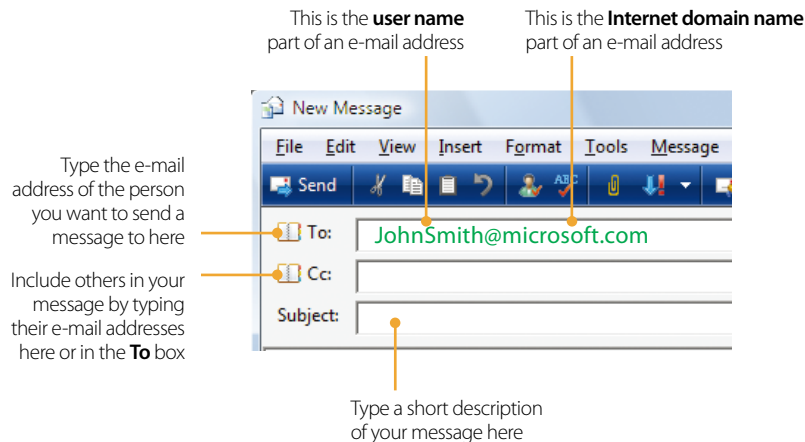 This is the user name
part of an e-mail address
This is the Internet domain name
part of an e-mail address
New Message
File Edit View Insert Format Tools Message
Send ABC
Type the e-mail
address of the person
you want to send a
message to here
To: JohnSmith@microsoft.com
Include others in your
message by typing
their e-mail addresses
here or in the To box
Cc:
Subject:
Type a short description
of your message here